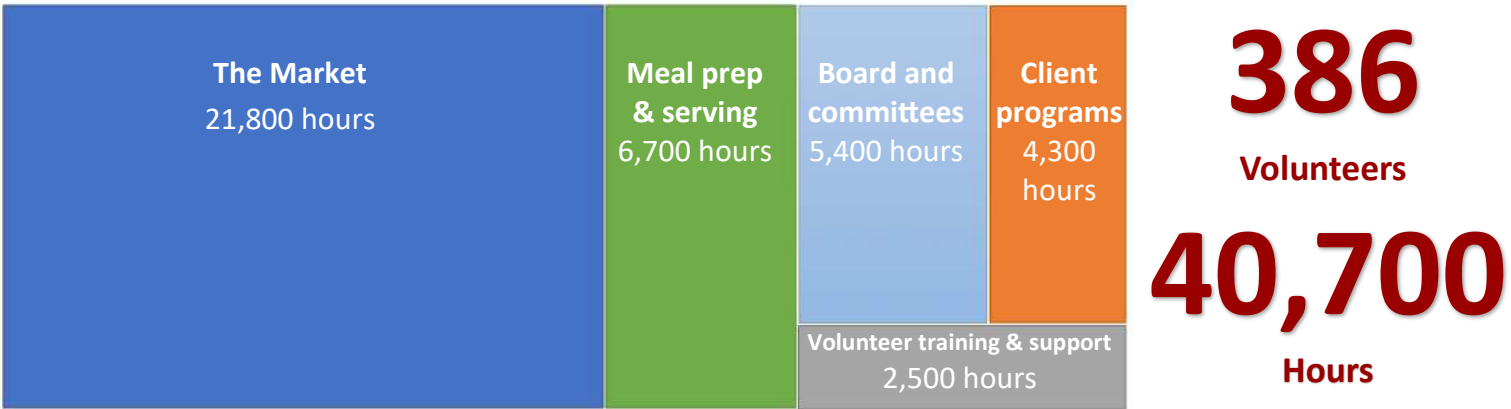 The Market
21,800 hours
Meal prep
& serving
6,700 hours
Board and
committees
5,400 hours
Client
programs
4,300
hours
Volunteer training & support
2,500 hours
386
Volunteers
40,700
Hours